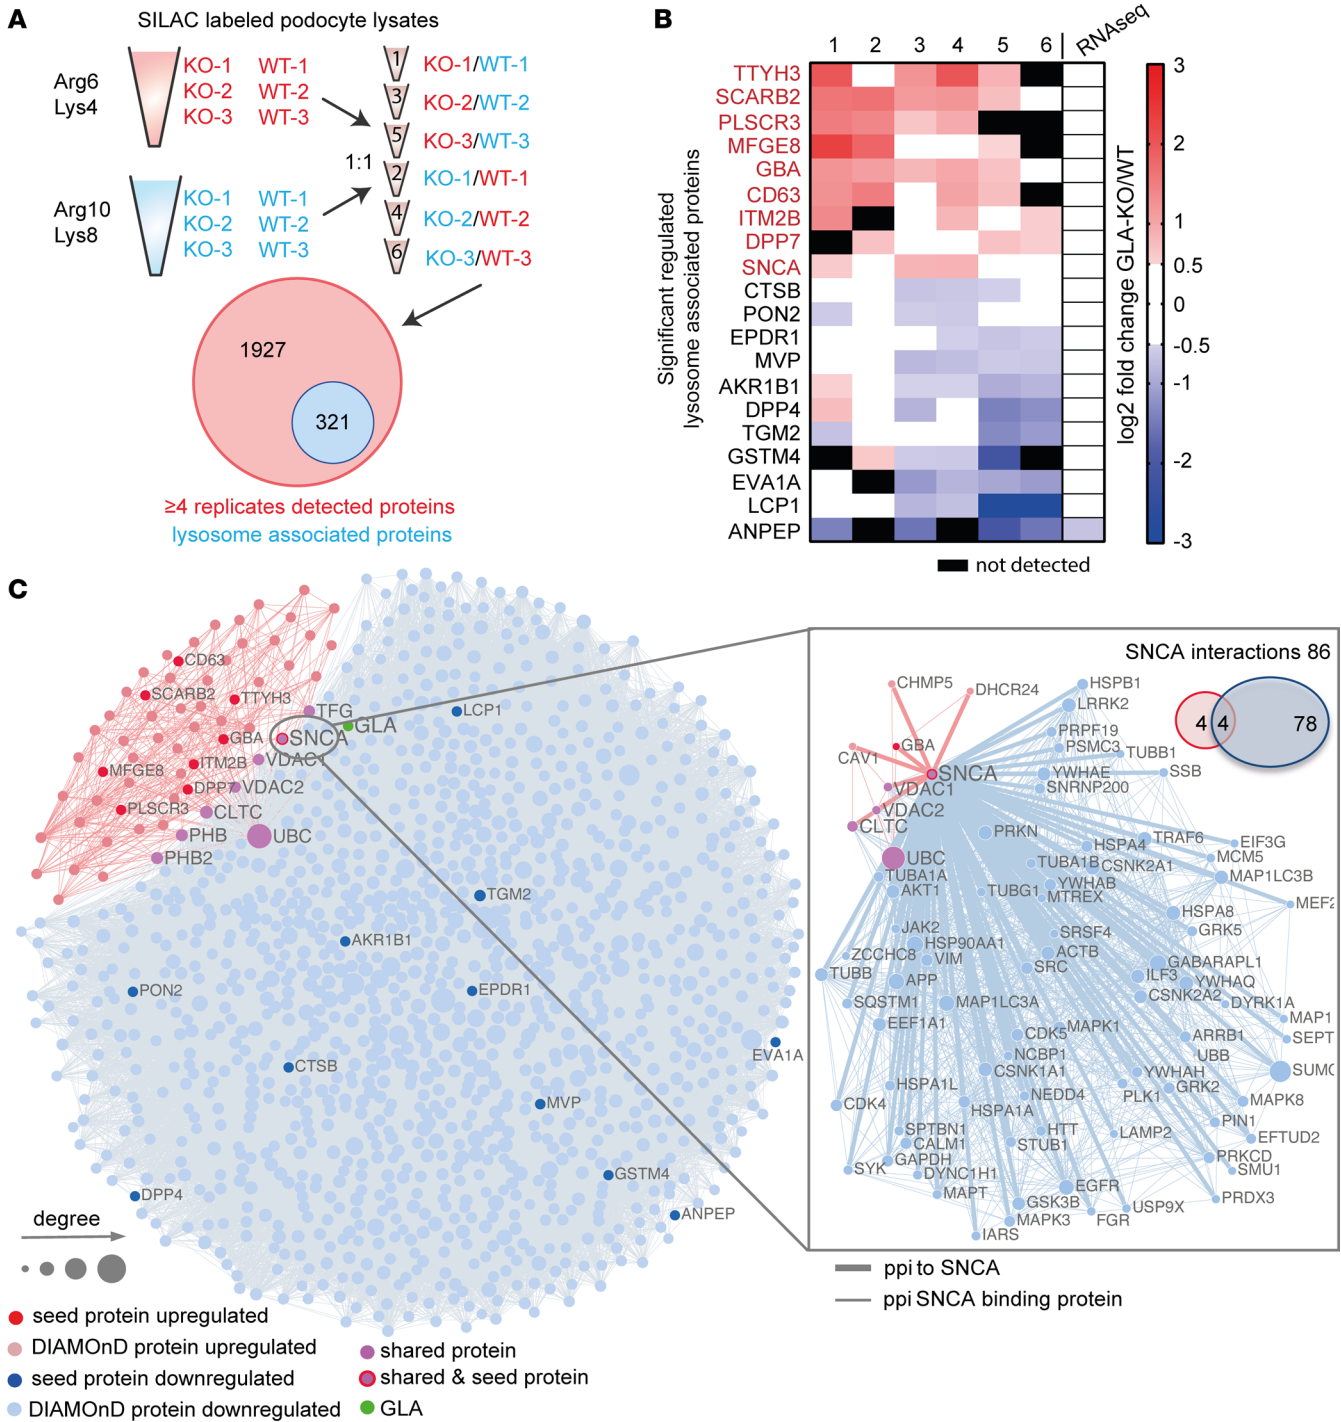 A
SILAC labeled podocyte lysates
Arg6
Lys4
KO-1 WT-1
KO-2 WT-2
KO-3 WT-3
Arg10
Lys8
KO-1 WT-1
KO-2 WT-2
KO-3 WT-3
1:1
1 KO-1/WT-1
3 KO-2/WT-2
5 KO-3/WT-3
2 KO-1/WT-1
4 KO-2/WT-2
6 KO-3/WT-3
1927
321
≥4 replicates detected proteins
lysosome associated proteins
B
1 2 3 4 5 6 RNAseq
Significant regulated
lysosome associated proteins
TTYH3
SCARB2
PLSCR3
MFGE8
GBA
CD63
ITM2B
DPP7
SNCA
CTSB
PON2
EPDR1
MVP
AKR1B1
DPP4
TGM2
GSTM4
EVA1A
LCP1
ANPEP
not detected
log2 fold change GLA-KO/WT
3
2
1
0.5
0
-0.5
-1
-2
-3
C
CD63
SCARB2
TTYH3
TFG
GLA
LCP1
GBA
SNCA
VDAC1
ITM2B
MFGE8
DPP7
VDAC2
PLSCR3
CLTC
PHB
UBC
PHB2
TGM2
AKR1B1
PON2
EPDR1
EVA1A
CTSB
MVP
GSTM4
DPP4
ANPEP
degree
seed protein upregulated
DIAMOnD protein upregulated
seed protein downregulated
DIAMOnD protein downregulated
shared protein
shared & seed protein
GLA
SNCA interactions 86
4 4 78
CHMP5
DHCR24
HSPB1
LRRK2
PRPF19
PSMC3
TUBB1
CAV1
GBA
SNCA
YWHAE
SSB
SNRNP200
VDAC1
VDAC2
CLTC
PRKN
TRAF6
EIF3G
HSPA4
MCM5
UBC
TUBA1B
CSNK2A1
MAP1LC3B
TUBA1A
AKT1
TUBG1
YWHAB
MTREX
MEF2
HSPA8
GRK5
JAK2
SRSF4
HSP90AA1
ACTB
ZCCHC8
VIM
SRC
GABARAPL1
TUBB
APP
ILF3
YWHAQ
CSNK2A2
SQSTM1
MAP1LC3A
DYRK1A
EEF1A1
MAP1
CDK5
MAPK1
ARRB1
SEPT
NCBP1
UBB
CSNK1A1
YWHAH
SUMO
HSPA1L
NEDD4
PLK1
GRK2
MAPK8
CDK4
HSPA1A
PIN1
SPTBN1
HTT
LAMP2
EFTUD2
CALM1
STUB1
GAPDH
PRKCD
SYK
DYNC1H1
SMU1
MAPT
EGFR
GSK3B
USP9X
PRDX3
MAPK3
FGR
IARS
ppi to SNCA
ppi SNCA binding protein